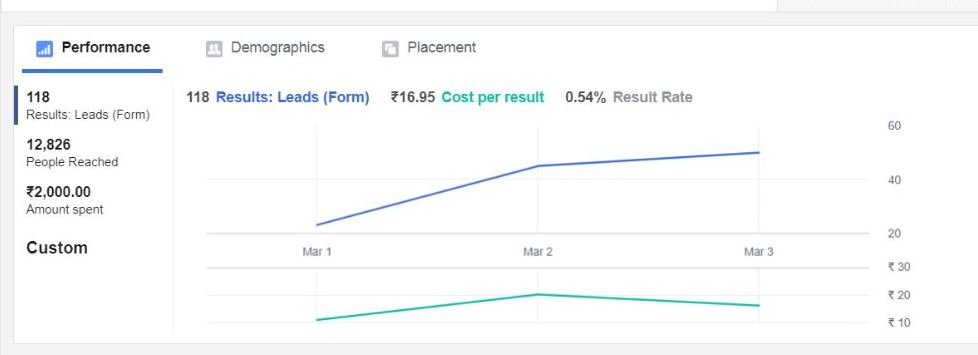 Performance
Demographics
Placement
118
Results: Leads (Form)
12,826
People Reached
₹2,000.00
Amount spent
Custom
118 Results: Leads (Form) ₹16.95 Cost per result 0.54% Result Rate
60
40
20
Mar 1 Mar 2 Mar 3
₹ 30
₹ 20
₹ 10